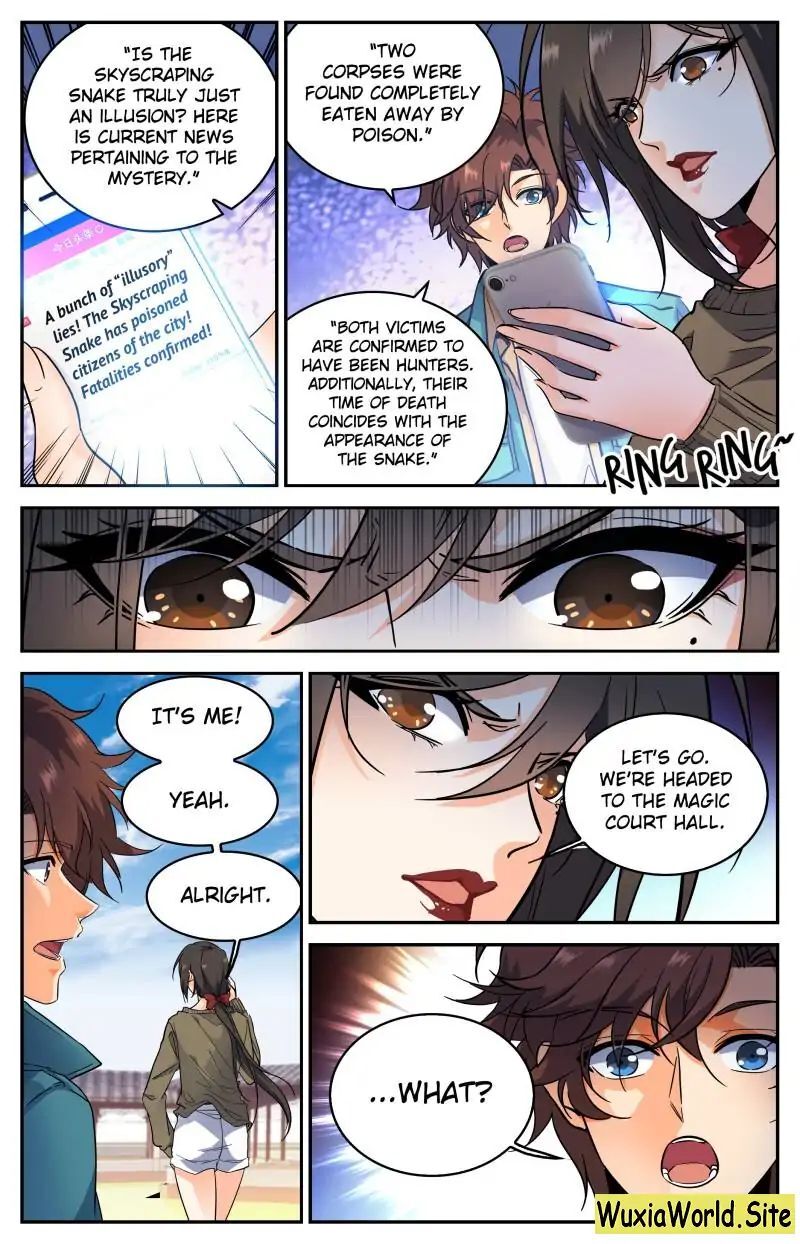 "IS THE
SKYSCRAPING
SNAKE TRULY JUST
AN ILLUSION? HERE
IS CURRENT NEWS
PERTAINING TO THE
MYSTERY."
今日头条
A bunch of "illusory"
lies! The Skyscraping
Snake has poisoned
citizens of the city!
Fatalities confirmed!
"TWO
CORPSES WERE
FOUND COMPLETELY
EATEN AWAY BY
POISON."
"BOTH VICTIMS
ARE CONFIRMED TO
HAVE BEEN HUNTERS.
ADDITIONALLY, THEIR
TIME OF DEATH
COINCIDES WITH THE
APPEARANCE OF
THE SNAKE."
RING RING~
IT'S ME!
YEAH.
ALRIGHT.
LET'S GO.
WE'RE HEADED
TO THE MAGIC
COURT HALL.
...WHAT?
WuxiaWorld.Site